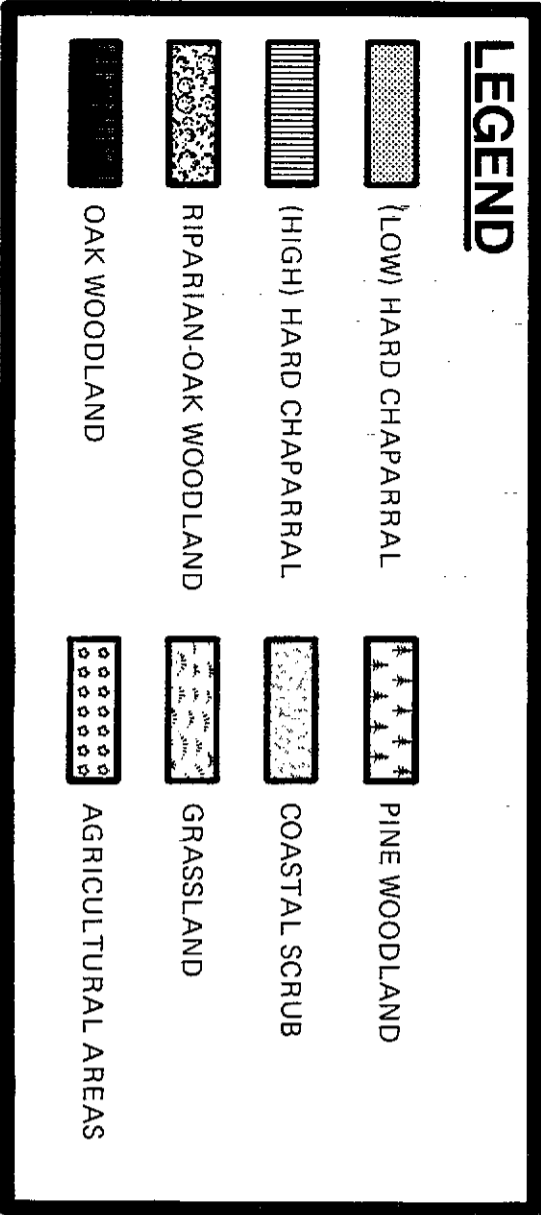 LEGEND
(LOW) HARD CHAPARRAL
(HIGH) HARD CHAPARRAL
RIPARIAN-OAK WOODLAND
OAK WOODLAND
PINE WOODLAND
COASTAL SCRUB
GRASSLAND
AGRICULTURAL AREAS